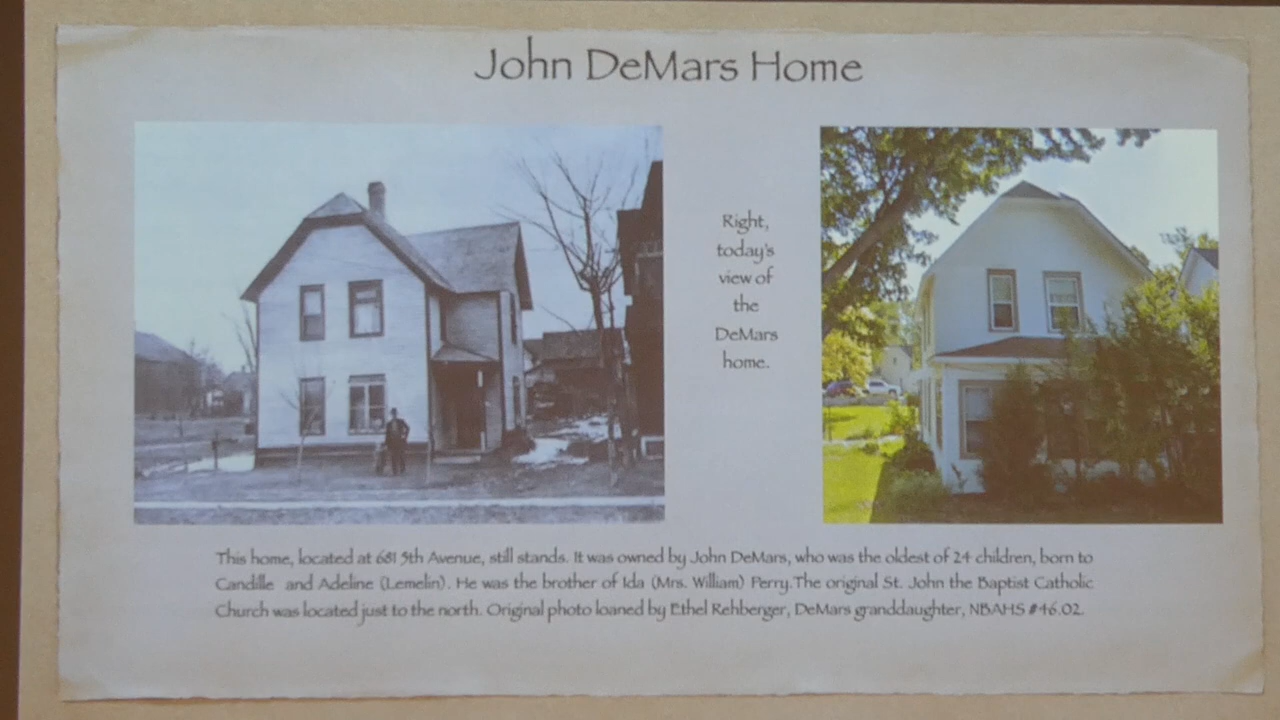 John DeMars Home
Right,
today's
view of
the
DeMars
home.
This home, located at 681 5th Avenue, still stands. It was owned by John DeMars, who was the oldest of 24 children, born to
Candille and Adeline (Lemelin). He was the brother of Ida (Mrs. William) Perry.The original St. John the Baptist Catholic
Church was located just to the north. Original photo loaned by Ethel Rehberger, DeMars granddaughter, NBAHS #46.02.